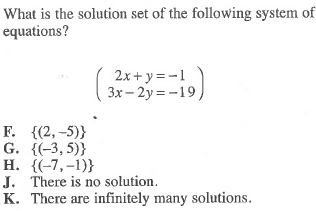 What is the solution set of the following system of
equations?
2x + y = −1
3x − 2y = −19
F. {(2, −5)}
G. {(−3, 5)}
H. {(−7, −1)}
J. There is no solution.
K. There are infinitely many solutions.